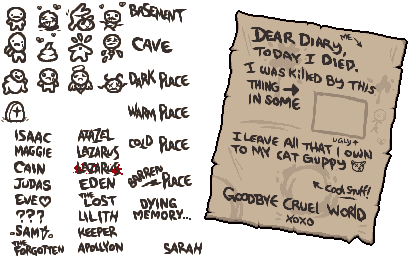 BASEMENT
CAVE
DARK PLACE
WARM PLACE
COLD PLACE
BARREN PLACE
DYING
MEMORY...
SARAH
ISAAC
MAGGIE
CAIN
JUDAS
EVE♡
???
SAMS
THE
FORGOTTEN
AZAZEL
LAZARUS
LAZARUS
EDEN
THE
LOST
LILITH
KEEPER
APOLLYON
DEAR DIARY,
ME
TODAY I DIED.
I WAS KILLED BY THIS
THING →
IN SOME
UGLY↑
I LEAVE ALL THAT I OWN
TO MY CAT GUPPY
↖ COOL STUFF!
GOODBYE CRUEL WORLD
XOXO